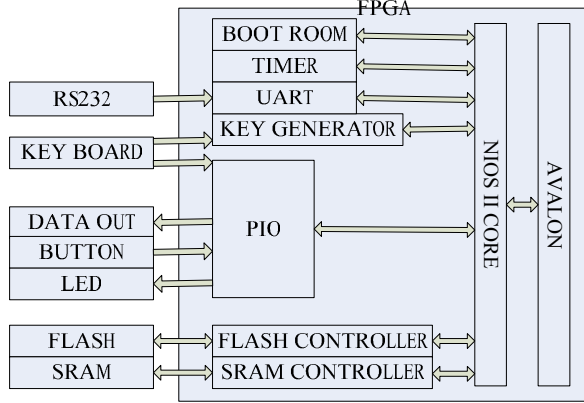 FPGA
BOOT ROOM
TIMER
RS232
UART
KEY GENERATOR
KEY BOARD
DATA OUT
PIO
BUTTON
LED
NIOS II CORE
AVALON
FLASH
FLASH CONTROLLER
SRAM
SRAM CONTROLLER